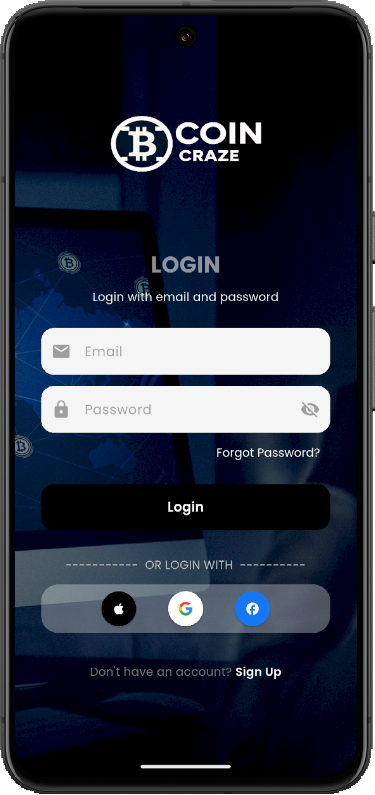 COIN
CRAZE
LOGIN
Login with email and password
Email
Password
Forgot Password?
Login
----------- OR LOGIN WITH ----------
Don't have an account? Sign Up